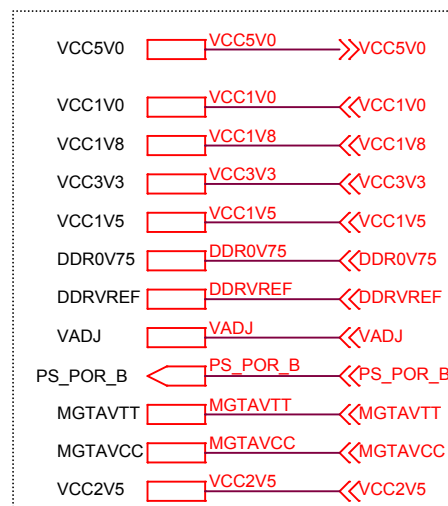 VCC5V0 VCC5V0 VCC5V0
VCC1V0 VCC1V0 VCC1V0
VCC1V8 VCC1V8 VCC1V8
VCC3V3 VCC3V3 VCC3V3
VCC1V5 VCC1V5 VCC1V5
DDR0V75 DDR0V75 DDR0V75
DDRVREF DDRVREF DDRVREF
VADJ VADJ VADJ
PS_POR_B PS_POR_B PS_POR_B
MGTAVTT MGTAVTT MGTAVTT
MGTAVCC MGTAVCC MGTAVCC
VCC2V5 VCC2V5 VCC2V5